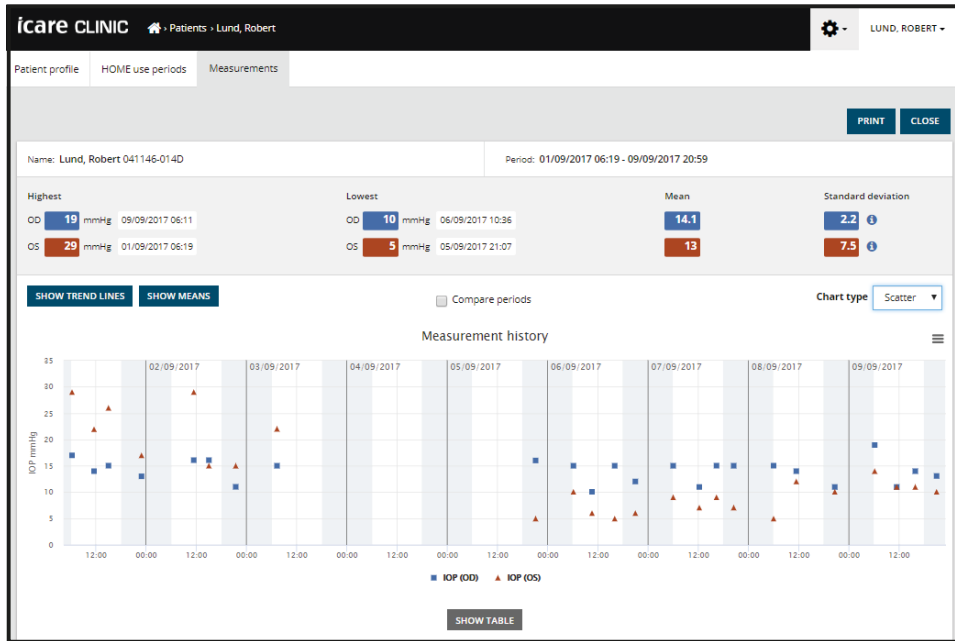 icare CLINIC › Patients › Lund, Robert LUND, ROBERT
Patient profile HOME use periods Measurements
PRINT CLOSE
Name: Lund, Robert 041146-014D Period: 01/09/2017 06:19 - 09/09/2017 20:59
Highest Lowest Mean Standard deviation
OD 19 mmHg 09/09/2017 06:11 OD 10 mmHg 06/09/2017 10:36 14.1 2.2
OS 29 mmHg 01/09/2017 06:19 OS 5 mmHg 05/09/2017 21:07 13 7.5
SHOW TREND LINES SHOW MEANS Compare periods Chart type Scatter
Measurement history
35 02/09/2017 03/09/2017 04/09/2017 05/09/2017 06/09/2017 07/09/2017 08/09/2017 09/09/2017
30
25
20
IOP mmHg
15
10
5
0
12:00 00:00 12:00 00:00 12:00 00:00 12:00 00:00 12:00 00:00 12:00 00:00 12:00 00:00 12:00 00:00 12:00
IOP (OD) IOP (OS)
SHOW TABLE